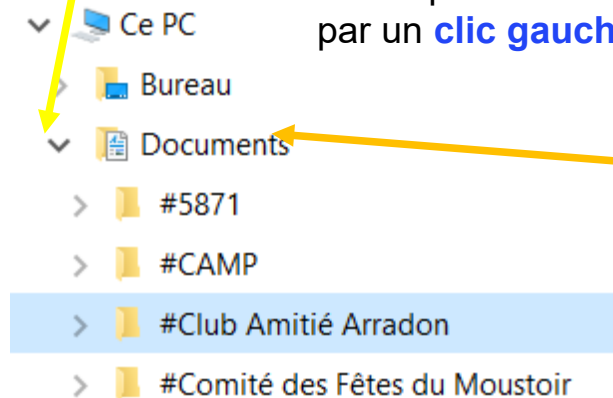 Ce PC
par un clic gauch
Bureau
Documents
#5871
#CAMP
#Club Amitié Arradon
#Comité des Fêtes du Moustoir